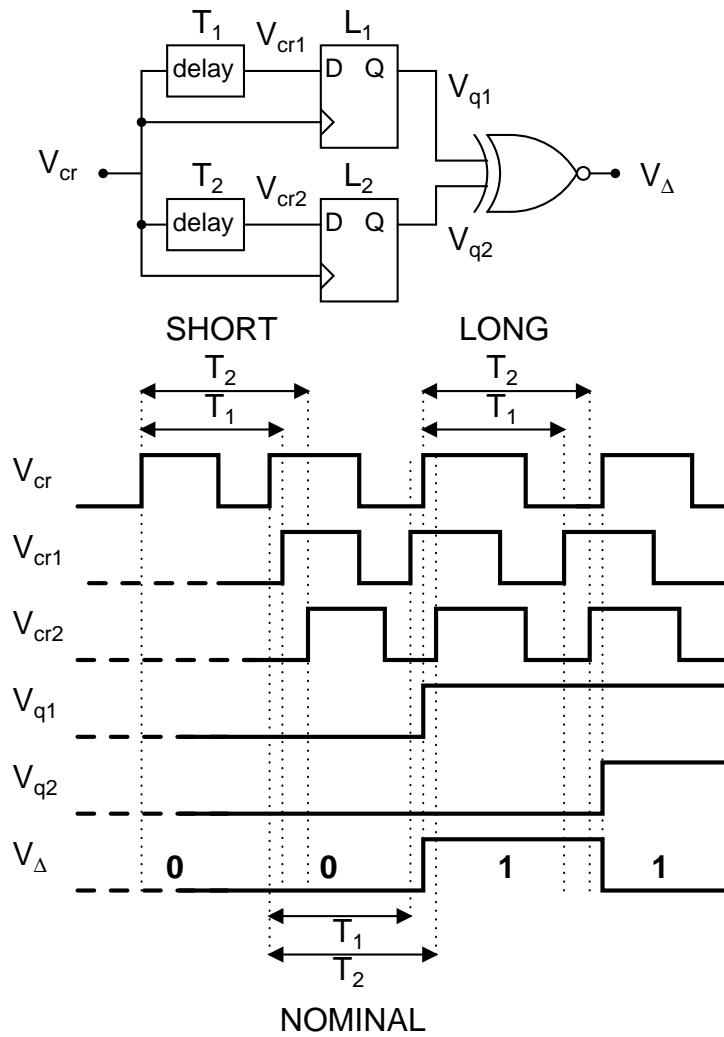 T1 Vcr1 L1
delay D Q
Vq1
Vcr VΔ
T2 Vcr2 L2
delay D Q
Vq2
SHORT LONG
T2 T2
T1 T1
Vcr
Vcr1
Vcr2
Vq1
Vq2
VΔ 0 0 1 1
T1
T2
NOMINAL